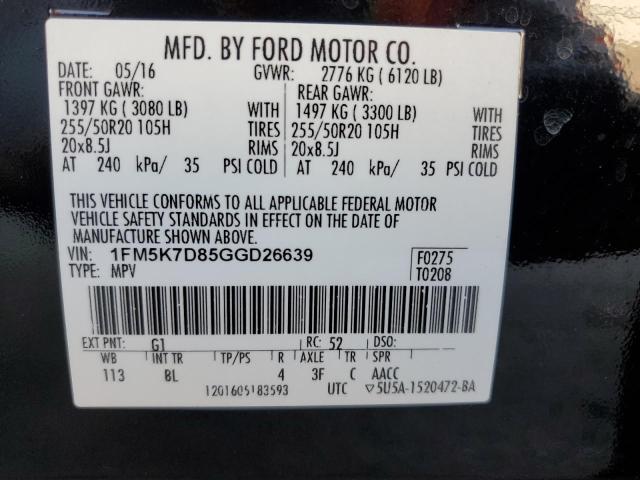 MFD. BY FORD MOTOR CO.
DATE: 05/16 GVWR: 2776 KG ( 6120 LB)
FRONT GAWR: REAR GAWR:
1397 KG ( 3080 LB) WITH 1497 KG ( 3300 LB) WITH
255/50R20 105H TIRES 255/50R20 105H TIRES
20x8.5J RIMS 20x8.5J RIMS
AT 240 kPa/ 35 PSI COLD AT 240 kPa/ 35 PSI COLD
THIS VEHICLE CONFORMS TO ALL APPLICABLE FEDERAL MOTOR
VEHICLE SAFETY STANDARDS IN EFFECT ON THE DATE OF
MANUFACTURE SHOWN ABOVE.
VIN: 1FM5K7D85GGD26639 F0275
TYPE: MPV T0208
EXT PNT: G1 RC: 52 DSO:
WB INT TR TP/PS R AXLE TR SPR
113 8L 4 3F C AACC
1201605183593 UTC ▽5U5A-1520472-BA